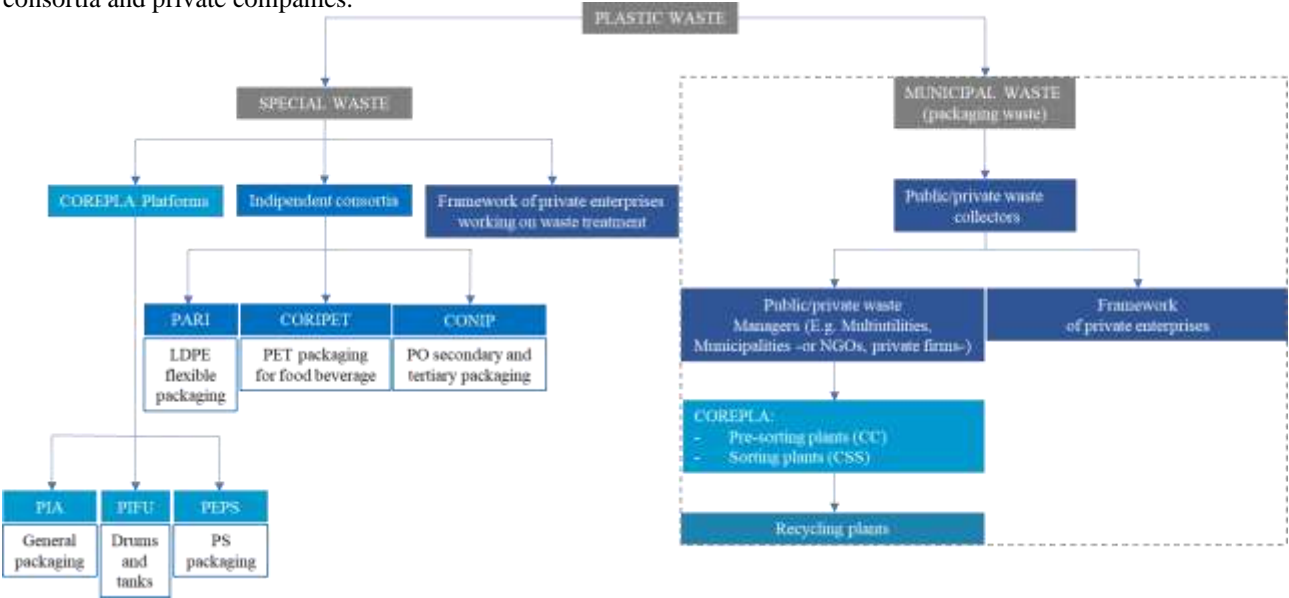 consortia and private companies.
PLASTIC WASTE
SPECIAL WASTE
MUNICIPAL WASTE
(packaging waste)
COREPLA Platforms
Indipendent consortia
Framework of private enterprises
working on waste treatment
Public/private waste
collectors
PARI
LDPE
flexible
packaging
CORIPET
PET packaging
for food beverage
CONIP
PO secondary and
tertiary packaging
Public/private waste
Managers (E.g. Multiutilities,
Municipalities -or NGOs, private firms-)
Framework
of private enterprises
COREPLA:
- Pre-sorting plants (CC)
- Sorting plants (CSS)
Recycling plants
PIA
General
packaging
PIFU
Drums
and
tanks
PEPS
PS
packaging